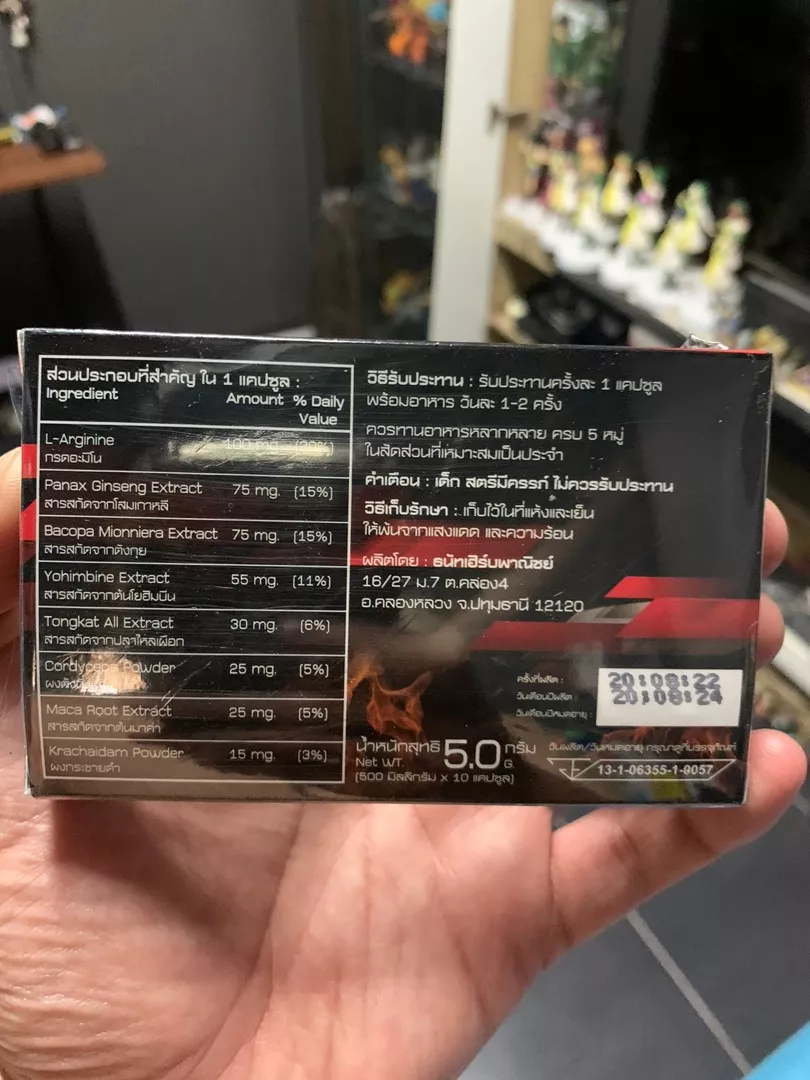 ส่วนประกอบที่สำคัญ ใน 1 แคปซูล :
Ingredient Amount % Daily Value
L-Arginine 100 mg. (20%)
กรดอะมิโน
Panax Ginseng Extract 75 mg. (15%)
สารสกัดจากโสมเกาหลี
Bacopa Mionniera Extract 75 mg. (15%)
สารสกัดจากตังกุย
Yohimbine Extract 55 mg. (11%)
สารสกัดจากต้นโยฮิมบีน
Tongkat All Extract 30 mg. (6%)
สารสกัดจากปลาไหลเผือก
Cordyceps Powder 25 mg. (5%)
Maca Root Extract 25 mg. (5%)
สารสกัดจากต้นมาค่า
Krachaidam Powder 15 mg. (3%)
ผงกระชายดำ
วิธีรับประทาน : รับประทานครั้งละ 1 แคปซูล
พร้อมอาหาร วันละ 1-2 ครั้ง
ควรทานอาหารหลากหลาย ครบ 5 หมู่
ในสัดส่วนที่เหมาะสมเป็นประจำ
คำเตือน : เด็ก สตรีมีครรภ์ ไม่ควรรับประทาน
วิธีเก็บรักษา : เก็บไว้ในที่แห้งและเย็น
ให้พ้นจากแสงแดด และความร้อน
ผลิตโดย : ธนัทเฮิร์บพาณิชย์
16/27 ม.7 ต.คลอง4
อ.คลองหลวง จ.ปทุมธานี 12120
ครั้งที่ผลิต :
วันเดือนปีผลิต : 20:08:22
วันเดือนปีหมดอายุ : 20:08:24
น้ำหนักสุทธิ 5.0 กรัม
Net WT. G.
(500 มิลลิกรัม x 10 แคปซูล)
วันผลิต/วันหมดอายุ กรุณาดูที่บรรจุภัณฑ์
13-1-06355-1-0057